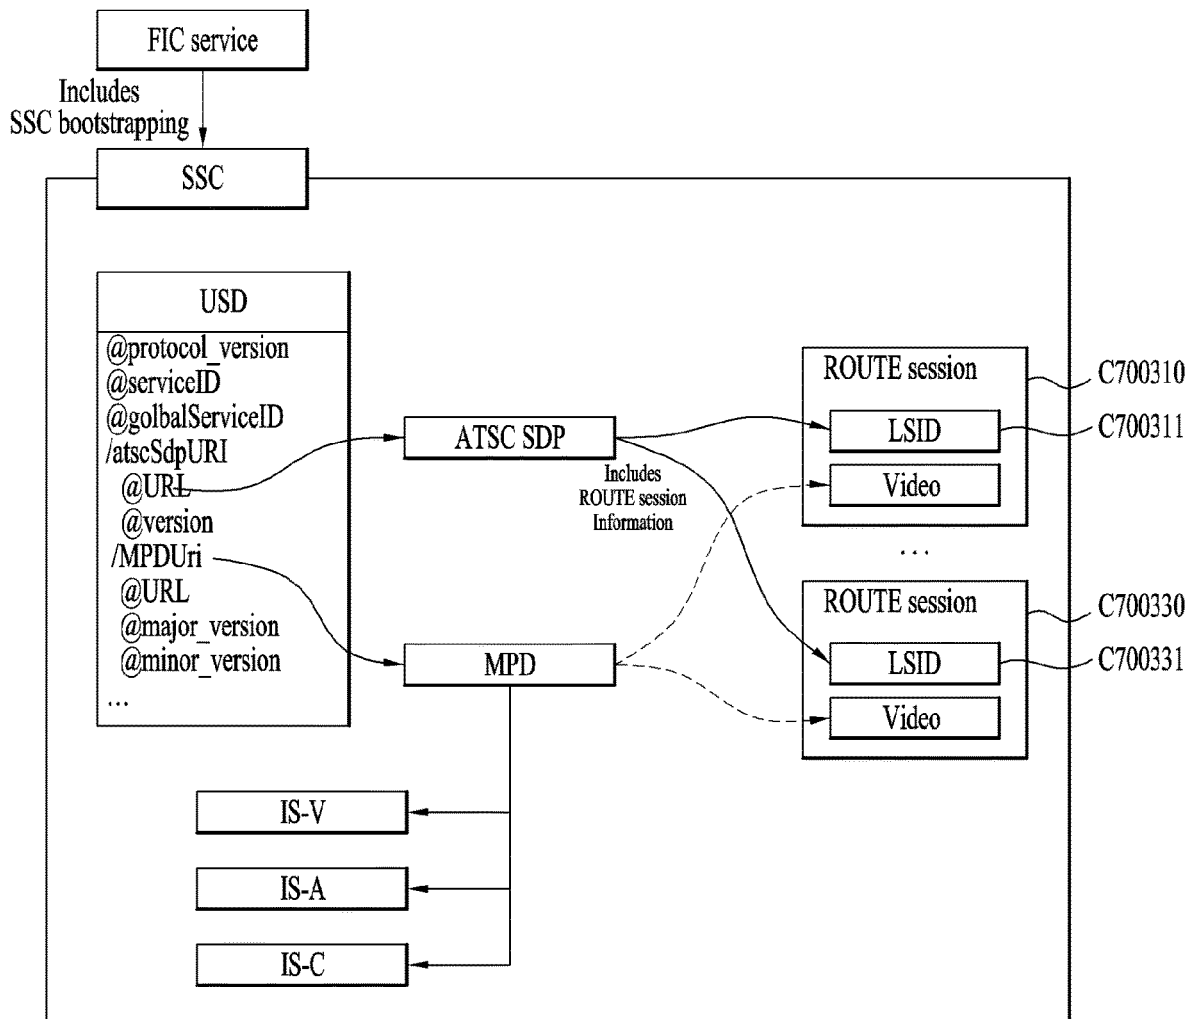 FIC service
Includes
SSC bootstrapping
SSC
USD
@protocol_version
@serviceID
@golbalServiceID
/atscSdpURI
@URL
@version
/MPDUri
@URL
@major_version
@minor_version
...
ATSC SDP
Includes
ROUTE session
Information
MPD
ROUTE session
C700310
LSID
C700311
Video
...
ROUTE session
C700330
LSID
C700331
Video
IS-V
IS-A
IS-C